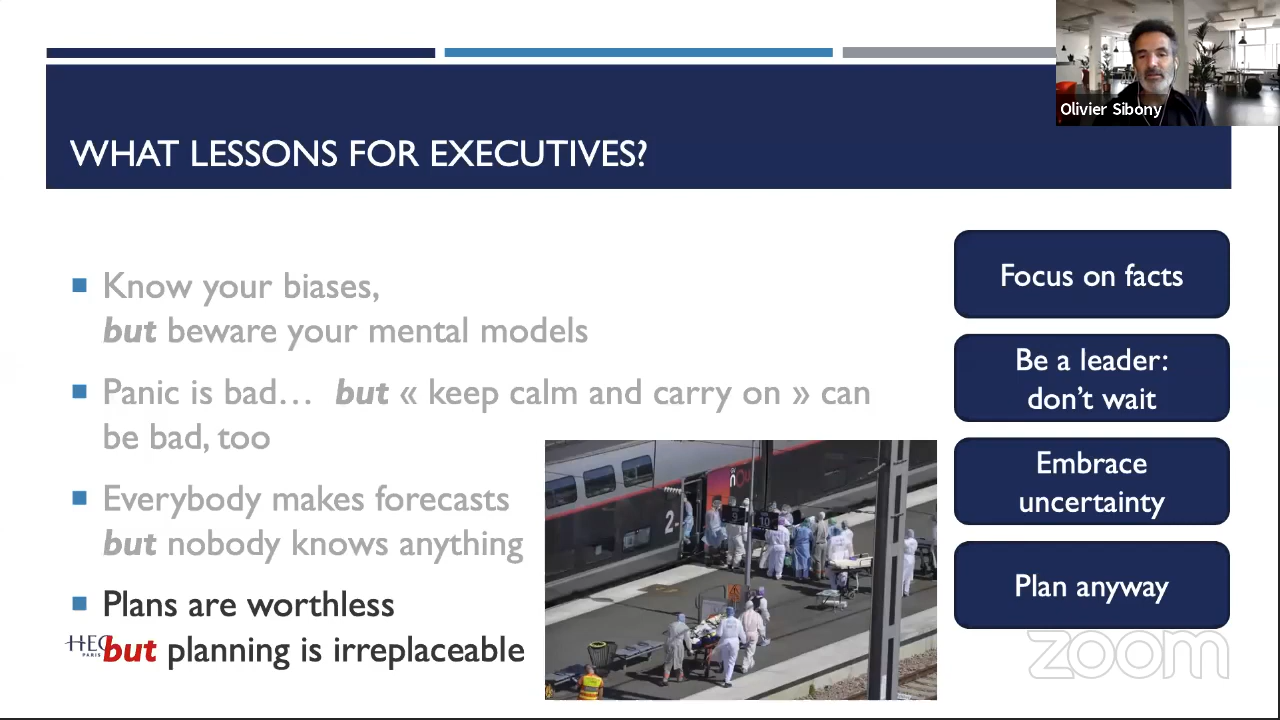 Olivier Sibony
WHAT LESSONS FOR EXECUTIVES?
Know your biases,
but beware your mental models
Panic is bad… but « keep calm and carry on » can
be bad, too
Everybody makes forecasts
but nobody knows anything
Plans are worthless
but planning is irreplaceable
HEC
PARIS
Focus on facts
Be a leader:
don't wait
Embrace
uncertainty
Plan anyway
2-
zoom